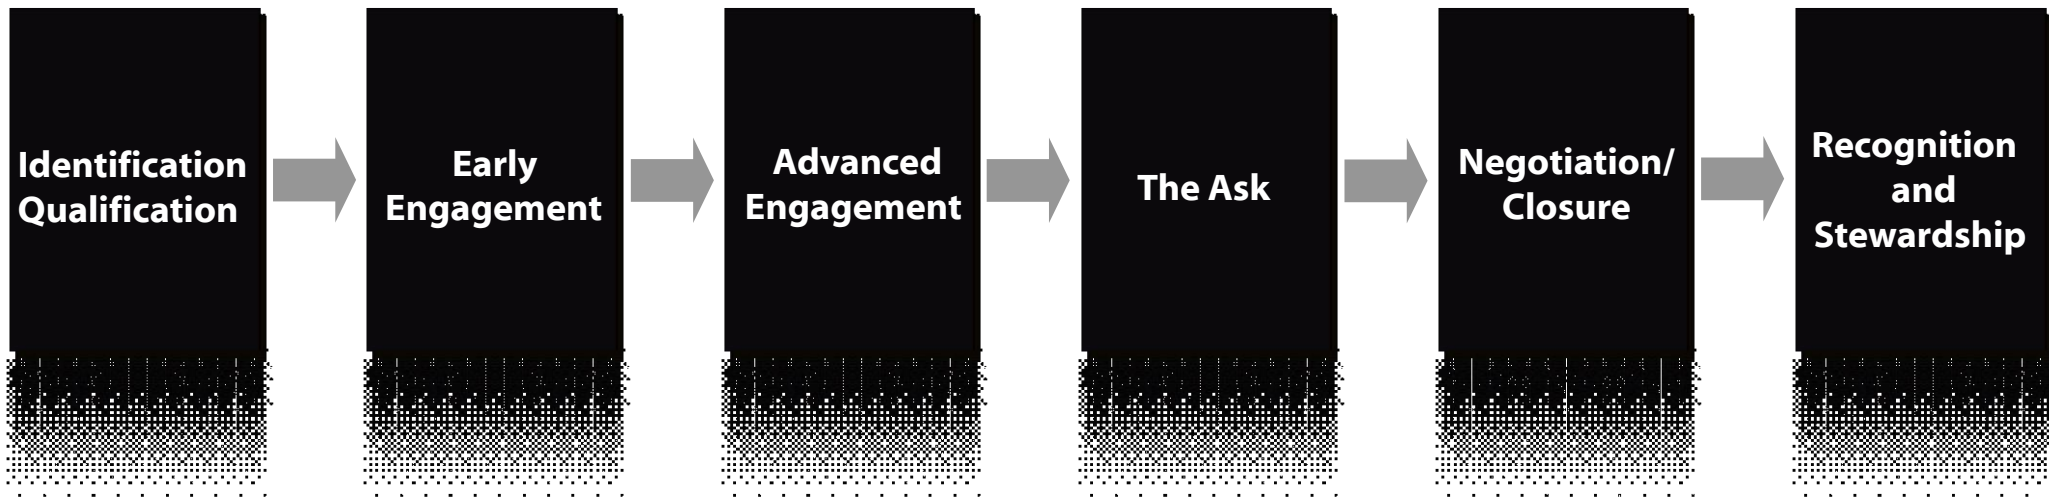 Identification
Qualification
Early
Engagement
Advanced
Engagement
The Ask
Negotiation/
Closure
Recognition
and
Stewardship